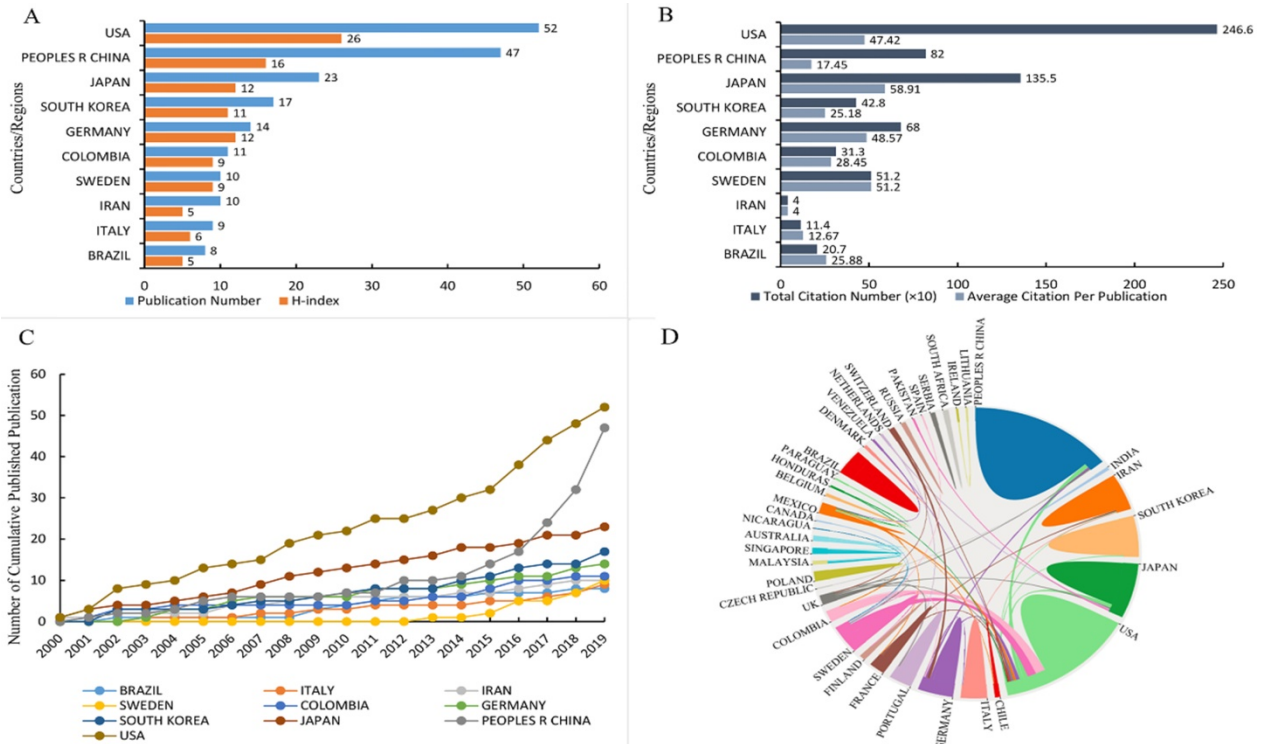 A
Countries/Regions
USA 52 26
PEOPLES R CHINA 47 16
JAPAN 23 12
SOUTH KOREA 17 11
GERMANY 14 12
COLOMBIA 11 9
SWEDEN 10 9
IRAN 10 5
ITALY 9 6
BRAZIL 8 5
0 10 20 30 40 50 60
Publication Number H-index
B
Countries/Regions
USA 246.6 47.42
PEOPLES R CHINA 82 17.45
JAPAN 135.5 58.91
SOUTH KOREA 42.8 25.18
GERMANY 68 48.57
COLOMBIA 31.3 28.45
SWEDEN 51.2 51.2
IRAN 4 4
ITALY 11.4 12.67
BRAZIL 20.7 25.88
0 50 100 150 200 250
Total Citation Number (×10) Average Citation Per Publication
C
Number of Cumulative Published Publication
60
50
40
30
20
10
0
2000 2001 2002 2003 2004 2005 2006 2007 2008 2009 2010 2011 2012 2013 2014 2015 2016 2017 2018 2019
BRAZIL ITALY IRAN
SWEDEN COLOMBIA GERMANY
SOUTH KOREA JAPAN PEOPLES R CHINA
USA
D
PEOPLES R CHINA
INDIA
IRAN
SOUTH KOREA
JAPAN
USA
CHILE
ITALY
GERMANY
PORTUGAL
FRANCE
FINLAND
SWEDEN
COLOMBIA
UK
CZECH REPUBLIC
POLAND
MALAYSIA
SINGAPORE
AUSTRALIA
NICARAGUA
CANADA
MEXICO
BELGIUM
HONDURAS
PARAGUAY
BRAZIL
DENMARK
VENEZUELA
NETHERLANDS
SWITZERLAND
RUSSIA
PAKISTAN
SPAIN
SERBIA
SOUTH AFRICA
IRELAND
LITHUANIA